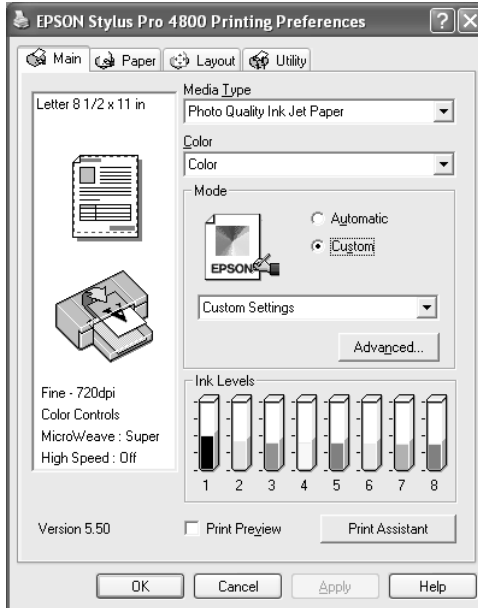 EPSON Stylus Pro 4800 Printing Preferences
Main Paper Layout Utility
Letter 8 1/2 x 11 in
Fine - 720dpi
Color Controls
MicroWeave : Super
High Speed : Off
Media Type
Photo Quality Ink Jet Paper
Color
Color
Mode
EPSON
Automatic
Custom
Custom Settings
Advanced...
Ink Levels
1 2 3 4 5 6 7 8
Version 5.50
Print Preview
Print Assistant
OK Cancel Apply Help